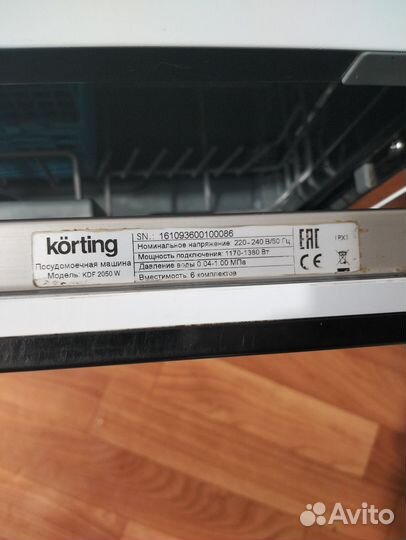 körting
Посудомоечная машина
Модель: KDF 2050 W
SN.: 161093600100086
Номинальное напряжение: 220-240 В/50 Гц
Мощность подключения: 1170-1380 Вт
Давление воды 0.04-1.00 МПа
Вместимость: 6 комплектов
EAC
CE
IPX1
Avito